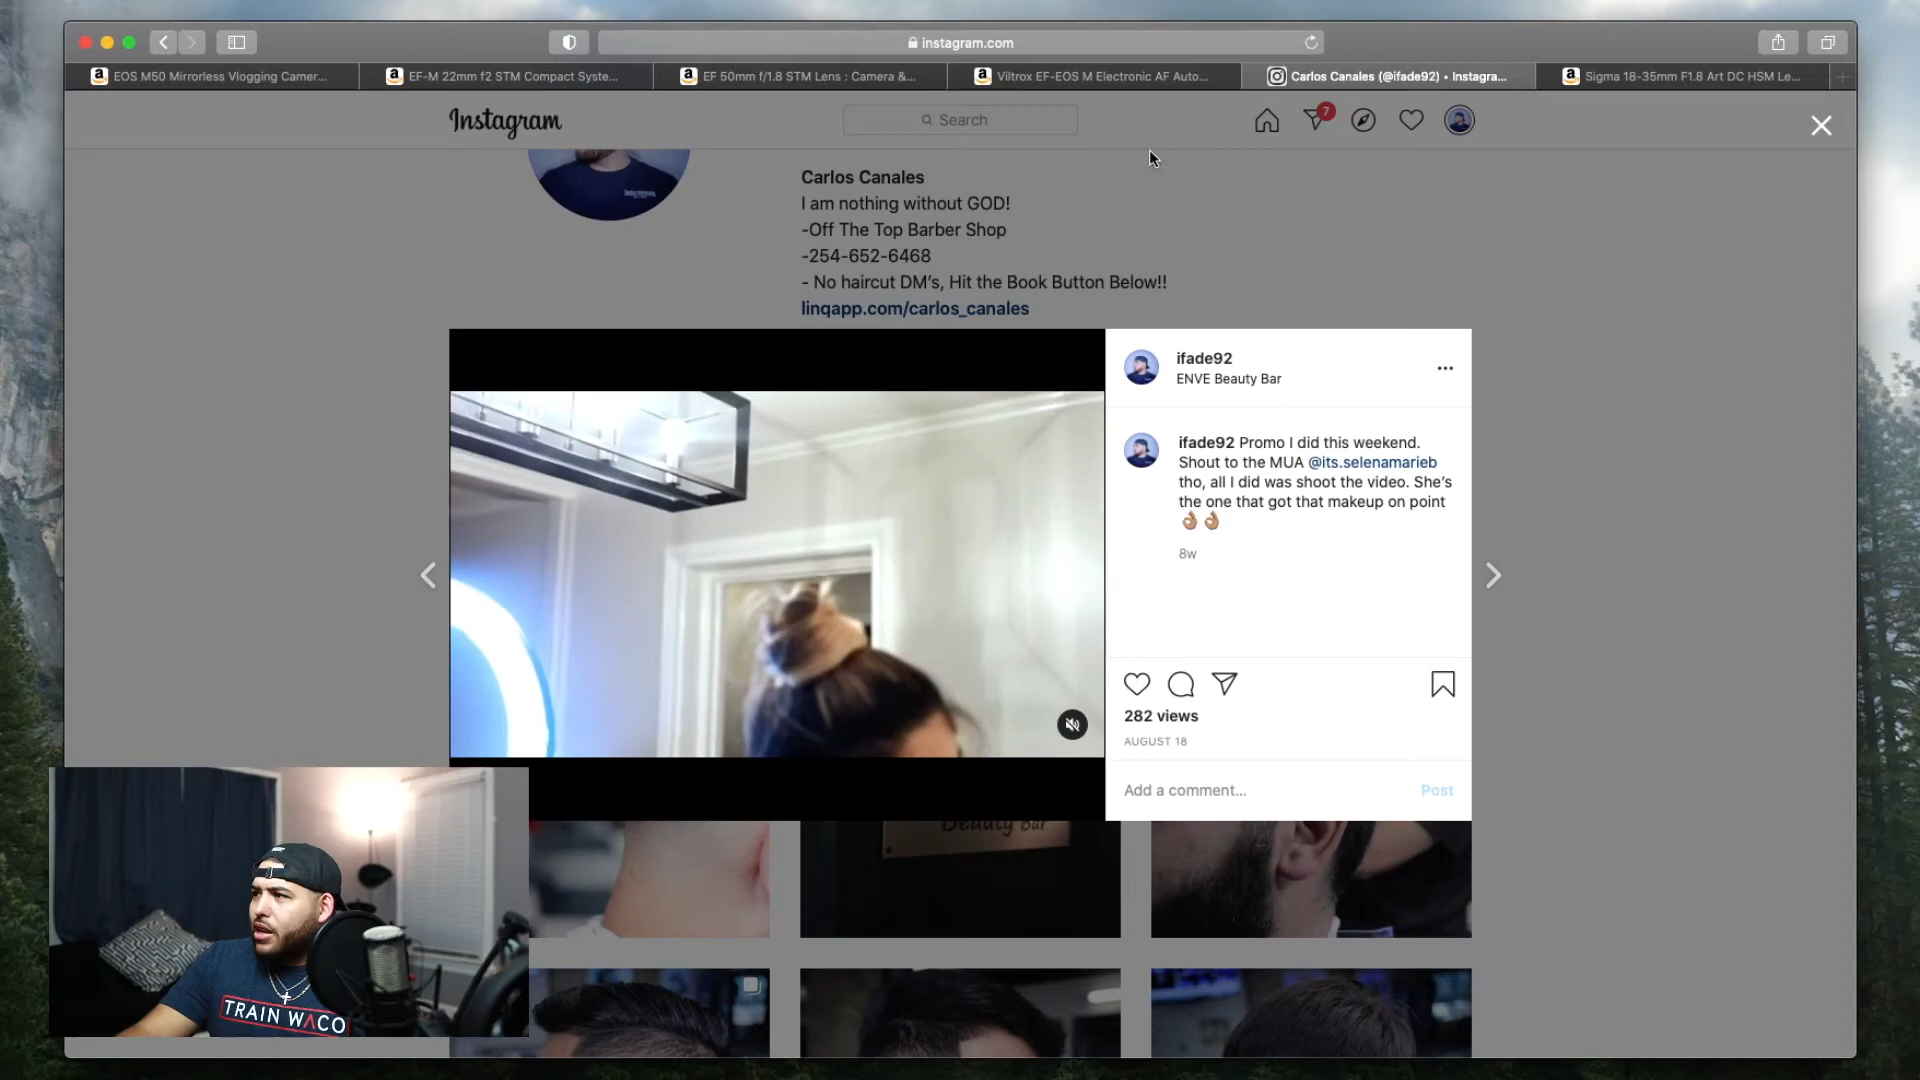 instagram.com
EOS M50 Mirrorless Vlogging Camer...
EF-M 22mm f2 STM Compact Syste...
EF 50mm f/1.8 STM Lens : Camera &...
Viltrox EF-EOS M Electronic AF Auto...
Carlos Canales (@ifade92) • Instagra...
Sigma 18-35mm F1.8 Art DC HSM Le...
Instagram
Search
7
Carlos Canales
I am nothing without GOD!
-Off The Top Barber Shop
-254-652-6468
- No haircut DM's, Hit the Book Button Below!!
linqapp.com/carlos_canales
ifade92
ENVE Beauty Bar
ifade92 Promo I did this weekend.
Shout to the MUA @its.selenamarieb
tho, all I did was shoot the video. She's
the one that got that makeup on point
👌🏽👌🏽
8w
282 views
AUGUST 18
Add a comment...
Post
Beauty Bar
TRAIN WACO